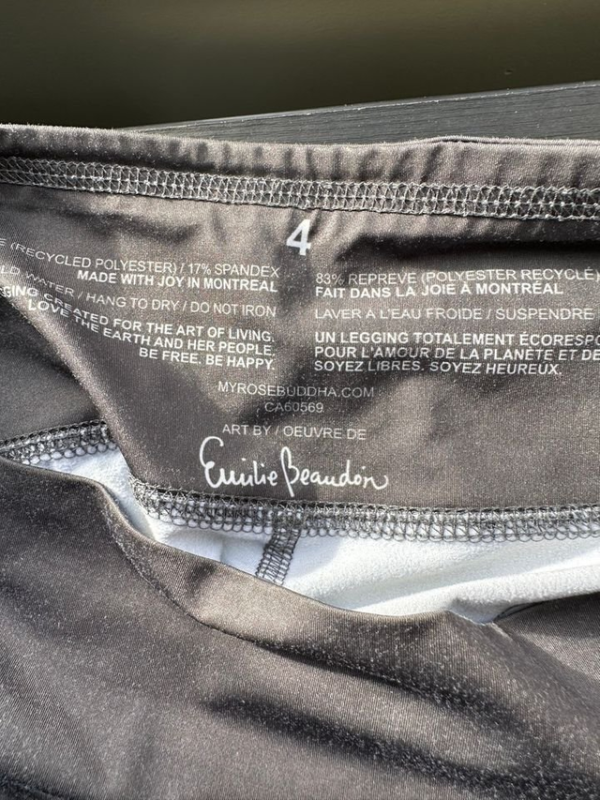 4
E (RECYCLED POLYESTER) / 17% SPANDEX
MADE WITH JOY IN MONTREAL
LD WATER / HANG TO DRY / DO NOT IRON
GING CREATED FOR THE ART OF LIVING.
LOVE THE EARTH AND HER PEOPLE.
BE FREE. BE HAPPY.
83% REPREVE (POLYESTER RECYCLÉ)
FAIT DANS LA JOIE À MONTRÉAL
LAVER À L'EAU FROIDE / SUSPENDRE
UN LEGGING TOTALEMENT ÉCORESPO
POUR L'AMOUR DE LA PLANÈTE ET DE
SOYEZ LIBRES. SOYEZ HEUREUX.
MYROSEBUDDHA.COM
CA60569
ART BY / OEUVRE DE
Emilie Beaudoin